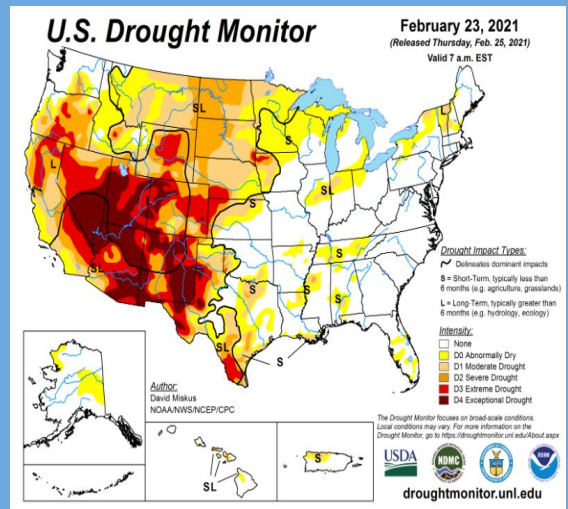 U.S. Drought Monitor
February 23, 2021
(Released Thursday, Feb. 25, 2021)
Valid 7 a.m. EST
SL
S
L
SL
S
S
S
S
SL
SL
S
L
Drought Impact Types:
Delineates dominant impacts
S = Short-Term, typically less than
6 months (e.g. agriculture, grasslands)
L = Long-Term, typically greater than
6 months (e.g. hydrology, ecology)
Intensity:
None
D0 Abnormally Dry
D1 Moderate Drought
D2 Severe Drought
D3 Extreme Drought
D4 Exceptional Drought
Author:
David Miskus
NOAA/NWS/NCEP/CPC
SL
S
The Drought Monitor focuses on broad-scale conditions.
Local conditions may vary. For more information on the
Drought Monitor, go to https://droughtmonitor.unl.edu/About.aspx
USDA
NDMC
NOAA
droughtmonitor.unl.edu